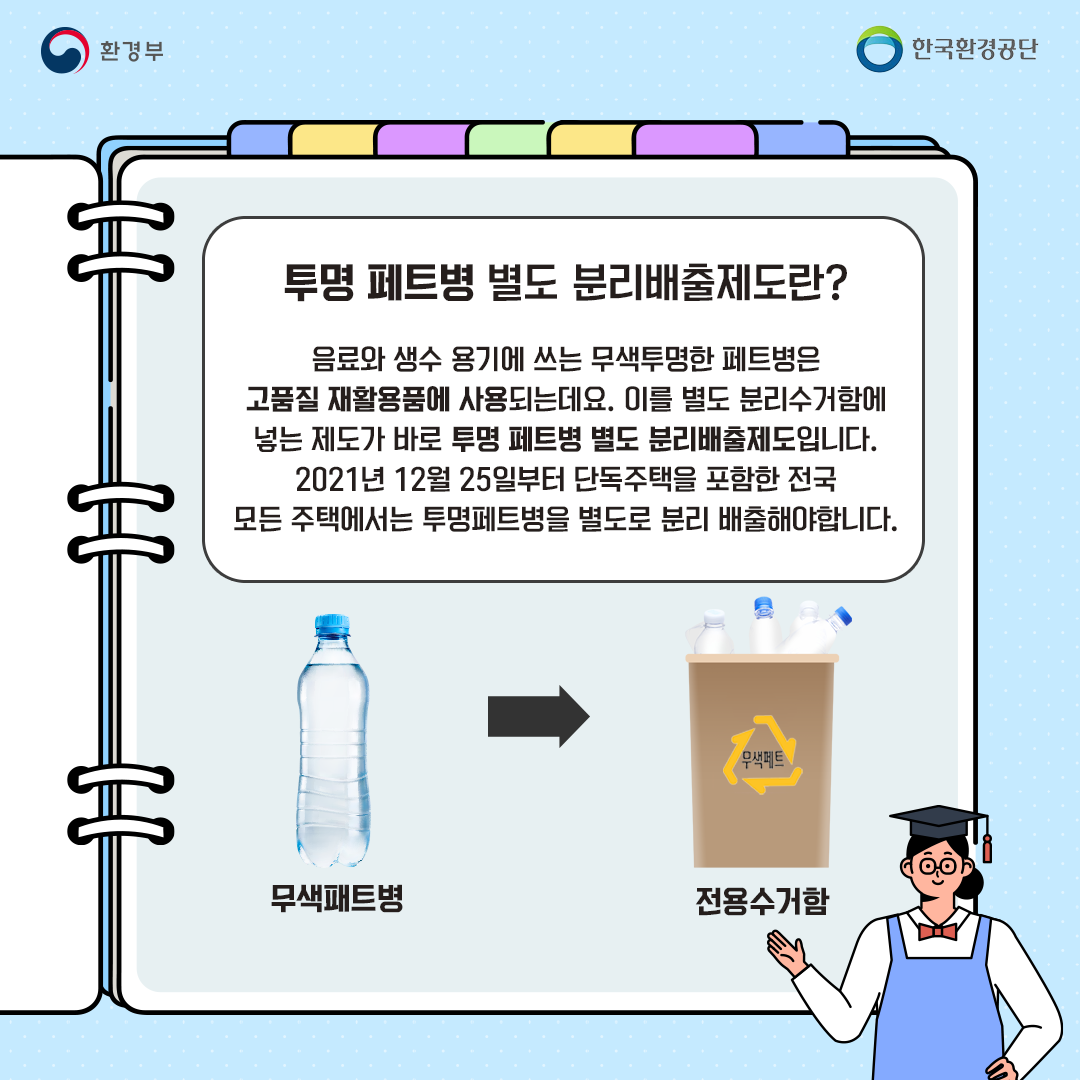 환경부
한국환경공단
투명 페트병 별도 분리배출제도란?
음료와 생수 용기에 쓰는 무색투명한 페트병은
고품질 재활용품에 사용되는데요. 이를 별도 분리수거함에
넣는 제도가 바로 투명 페트병 별도 분리배출제도입니다.
2021년 12월 25일부터 단독주택을 포함한 전국
모든 주택에서는 투명페트병을 별도로 분리 배출해야합니다.
무색페트
무색패트병
전용수거함